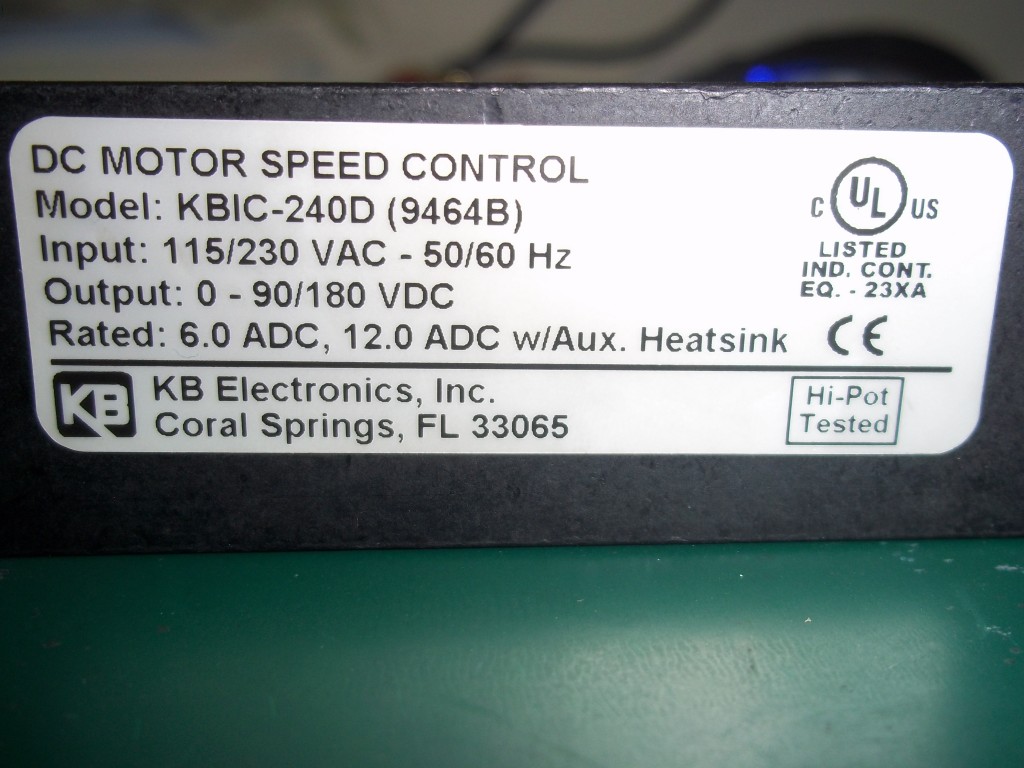 DC MOTOR SPEED CONTROL
Model: KBIC-240D (9464B)
Input: 115/230 VAC - 50/60 Hz
Output: 0 - 90/180 VDC
Rated: 6.0 ADC, 12.0 ADC w/Aux. Heatsink
C UL US
LISTED
IND. CONT.
EQ. - 23XA
CE
KB
KB Electronics, Inc.
Coral Springs, FL 33065
Hi-Pot
Tested